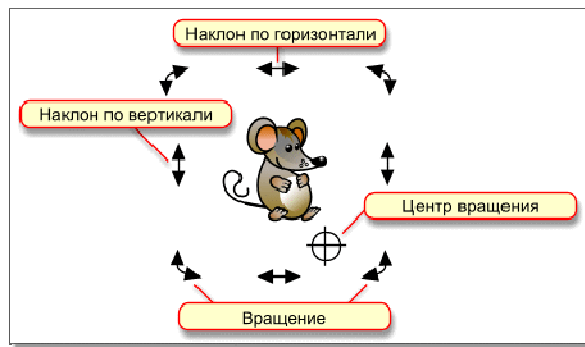 Наклон по горизонтали
Наклон по вертикали
Центр вращения
Вращение